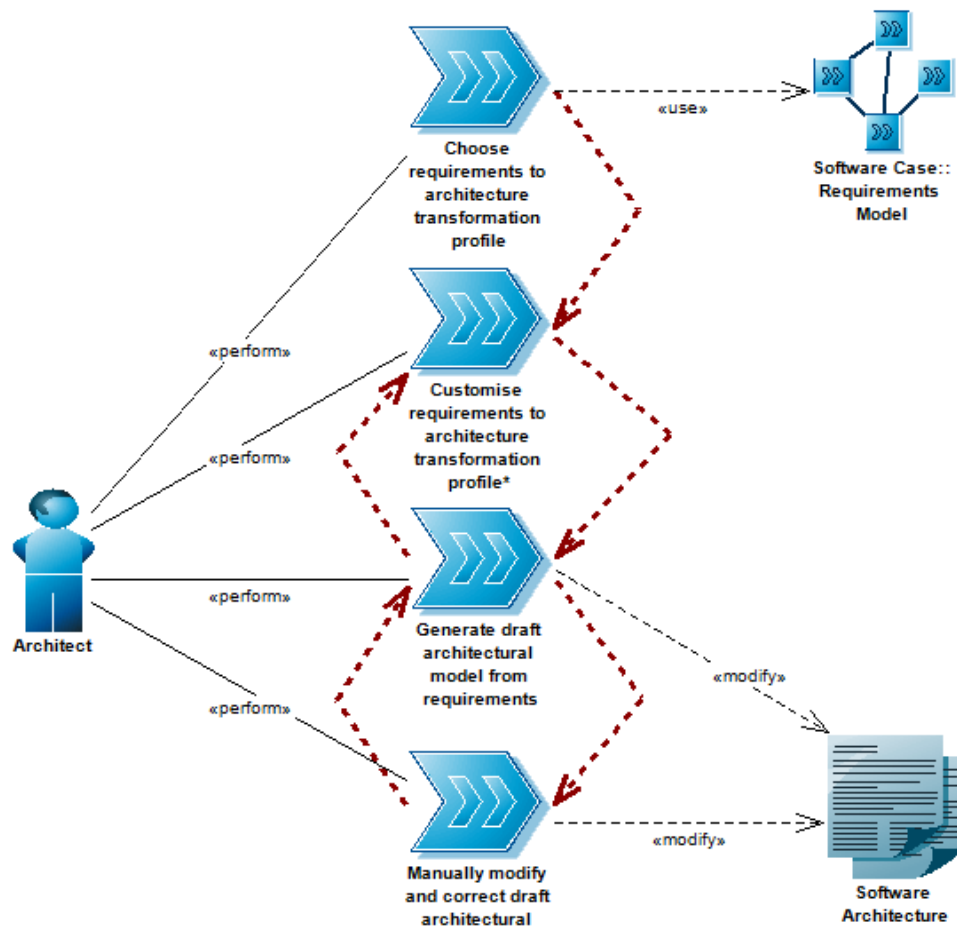 Choose
requirements to
architecture
transformation
profile
«use»
Software Case::
Requirements
Model
«perform»
Customise
requirements to
architecture
transformation
profile*
«perform»
Architect
«perform»
Generate draft
architectural
model from
requirements
«modify»
«perform»
Manually modify
and correct draft
architectural
«modify»
Software
Architecture